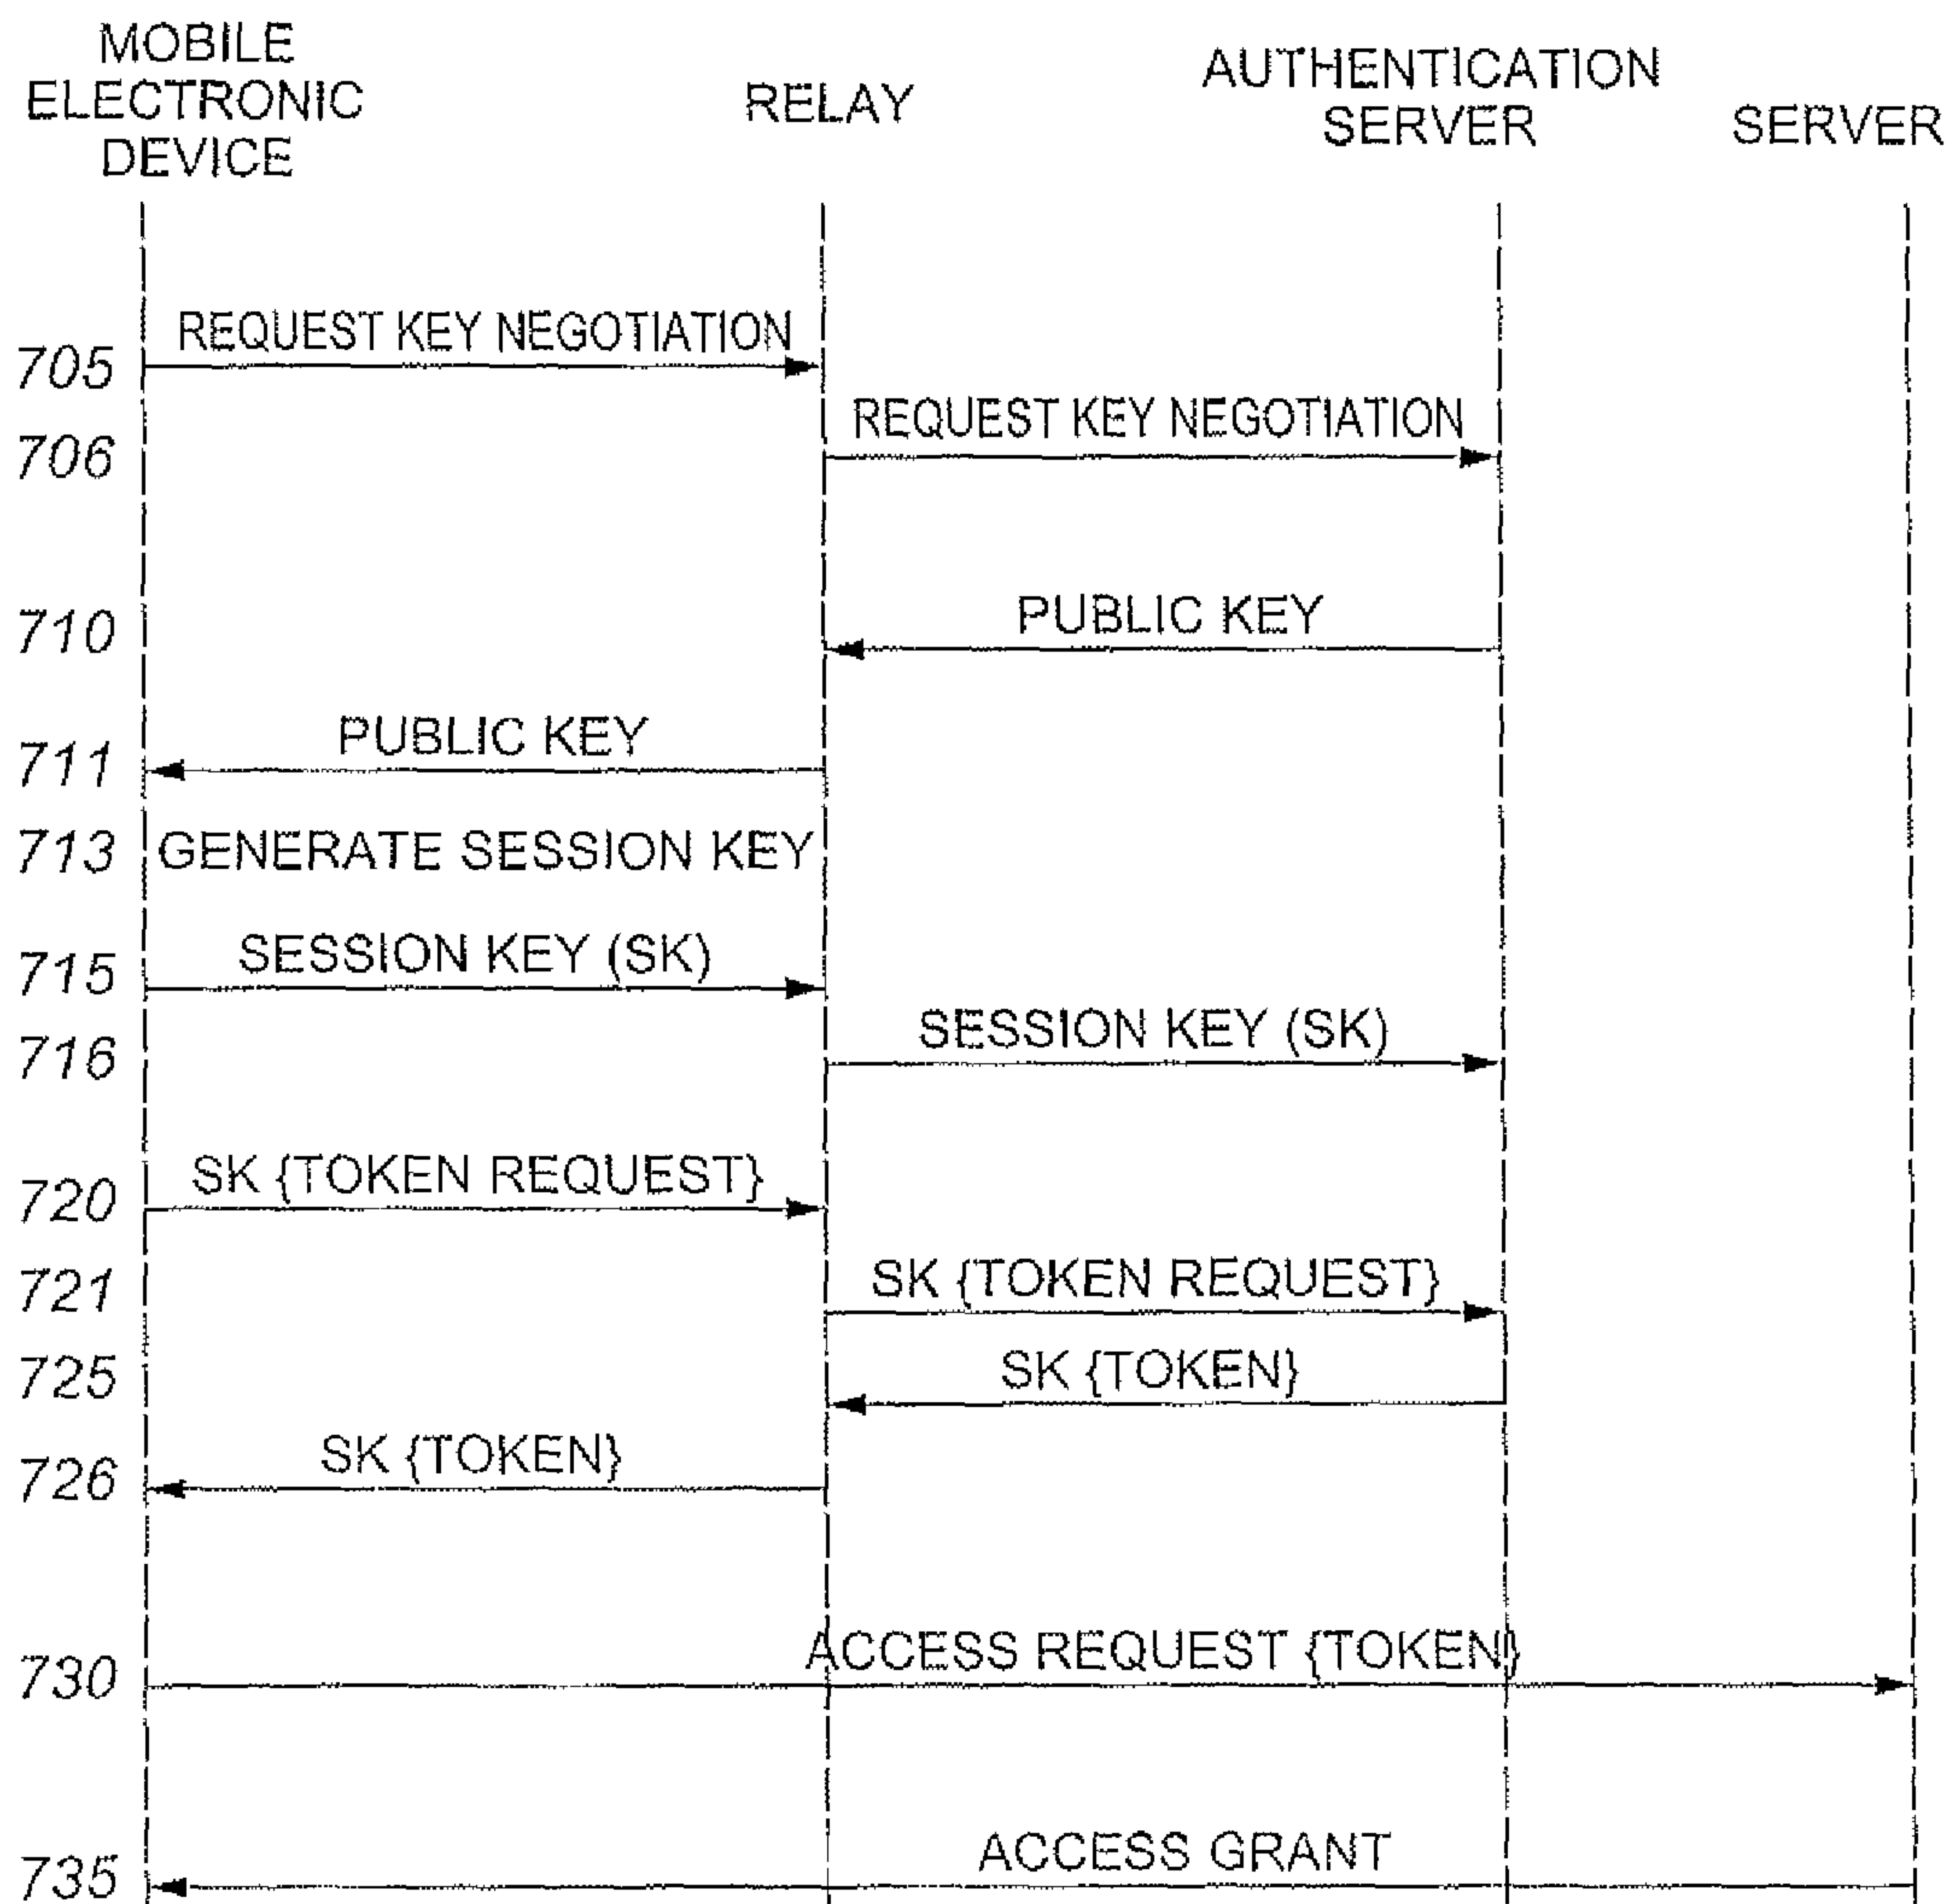 MOBILE
ELECTRONIC
DEVICE
RELAY
AUTHENTICATION
SERVER
SERVER
705 REQUEST KEY NEGOTIATION
706 REQUEST KEY NEGOTIATION
710 PUBLIC KEY
711 PUBLIC KEY
713 GENERATE SESSION KEY
715 SESSION KEY (SK)
716 SESSION KEY (SK)
720 SK {TOKEN REQUEST}
721 SK {TOKEN REQUEST}
725 SK {TOKEN}
726 SK {TOKEN}
730 ACCESS REQUEST {TOKEN}
735 ACCESS GRANT